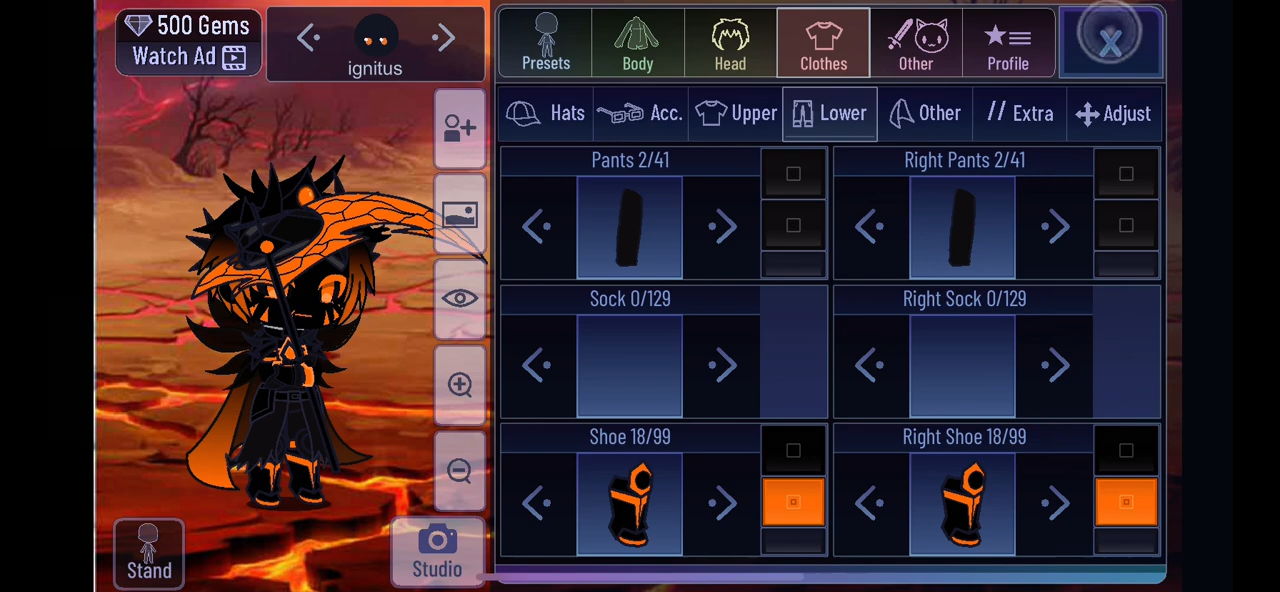 500 Gems
Watch Ad
ignitus
Presets
Body
Head
Clothes
Other
Profile
X
Hats
Acc.
Upper
Lower
Other
Extra
Adjust
Pants 2/41
Right Pants 2/41
Sock 0/129
Right Sock 0/129
Shoe 18/99
Right Shoe 18/99
Stand
Studio